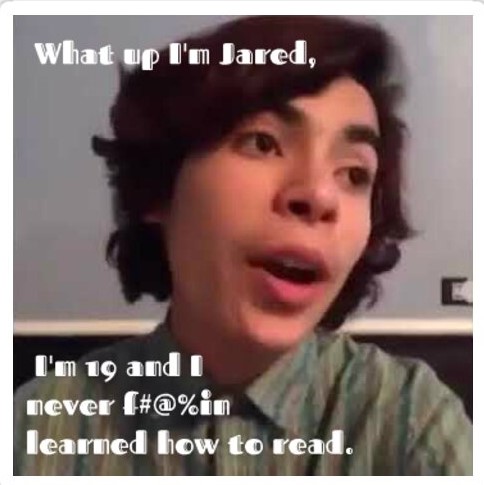 What up I'm Jared,
I'm 19 and I
never f#@%in
learned how to read.